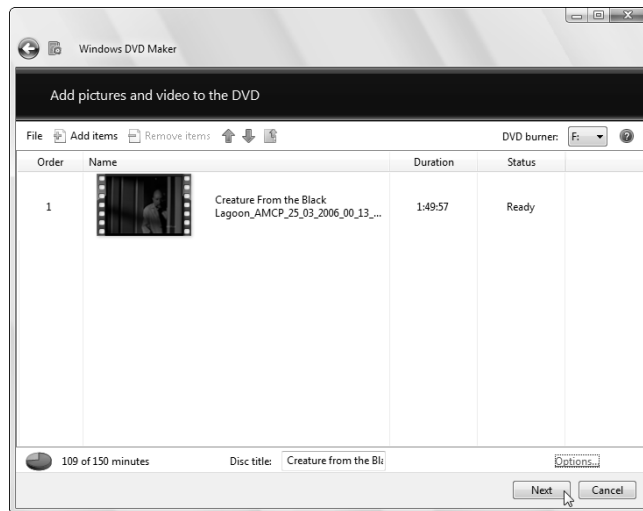 Windows DVD Maker
Add pictures and video to the DVD
File Add items Remove items DVD burner: F:
Order Name Duration Status
1 Creature From the Black
Lagoon_AMCP_25_03_2006_00_13_... 1:49:57 Ready
109 of 150 minutes Disc title: Creature from the Bla Options...
Next Cancel